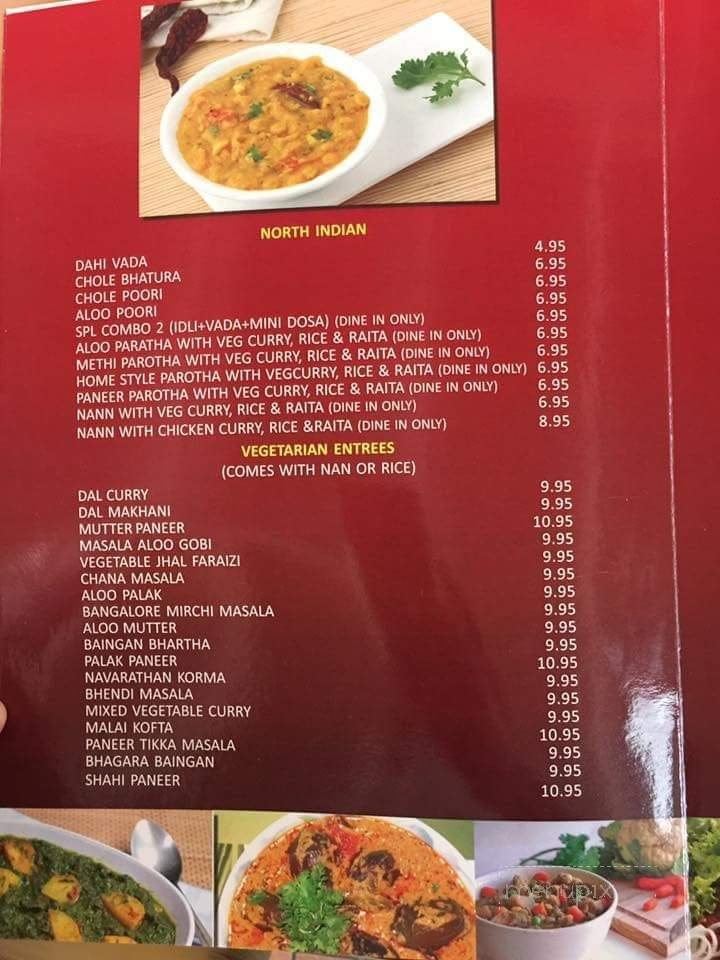 NORTH INDIAN
DAHI VADA 4.95
CHOLE BHATURA 6.95
CHOLE POORI 6.95
ALOO POORI 6.95
SPL COMBO 2 (IDLI+VADA+MINI DOSA) (DINE IN ONLY) 6.95
ALOO PARATHA WITH VEG CURRY, RICE & RAITA (DINE IN ONLY) 6.95
METHI PAROTHA WITH VEG CURRY, RICE & RAITA (DINE IN ONLY) 6.95
HOME STYLE PAROTHA WITH VEGCURRY, RICE & RAITA (DINE IN ONLY) 6.95
PANEER PAROTHA WITH VEG CURRY, RICE & RAITA (DINE IN ONLY) 6.95
NANN WITH VEG CURRY, RICE & RAITA (DINE IN ONLY) 6.95
NANN WITH CHICKEN CURRY, RICE &RAITA (DINE IN ONLY) 8.95
VEGETARIAN ENTREES
(COMES WITH NAN OR RICE)
DAL CURRY 9.95
DAL MAKHANI 9.95
MUTTER PANEER 10.95
MASALA ALOO GOBI 9.95
VEGETABLE JHAL FARAIZI 9.95
CHANA MASALA 9.95
ALOO PALAK 9.95
BANGALORE MIRCHI MASALA 9.95
ALOO MUTTER 9.95
BAINGAN BHARTHA 9.95
PALAK PANEER 10.95
NAVARATHAN KORMA 9.95
BHENDI MASALA 9.95
MIXED VEGETABLE CURRY 9.95
MALAI KOFTA 10.95
PANEER TIKKA MASALA 9.95
BHAGARA BAINGAN 9.95
SHAHI PANEER 10.95
menupix